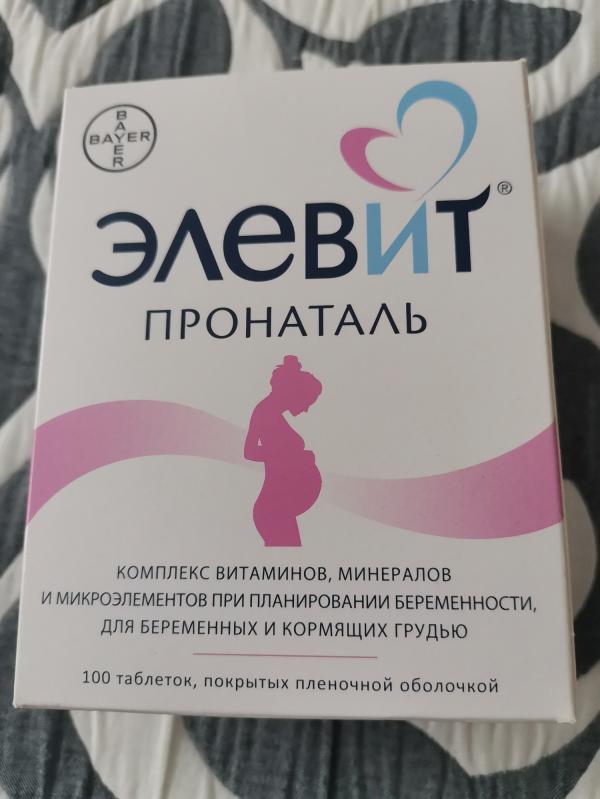 BAYER
BAYER
ЭЛЕВИТ®
ПРОНАТАЛЬ
КОМПЛЕКС ВИТАМИНОВ, МИНЕРАЛОВ
И МИКРОЭЛЕМЕНТОВ ПРИ ПЛАНИРОВАНИИ БЕРЕМЕННОСТИ,
ДЛЯ БЕРЕМЕННЫХ И КОРМЯЩИХ ГРУДЬЮ
100 таблеток, покрытых пленочной оболочкой